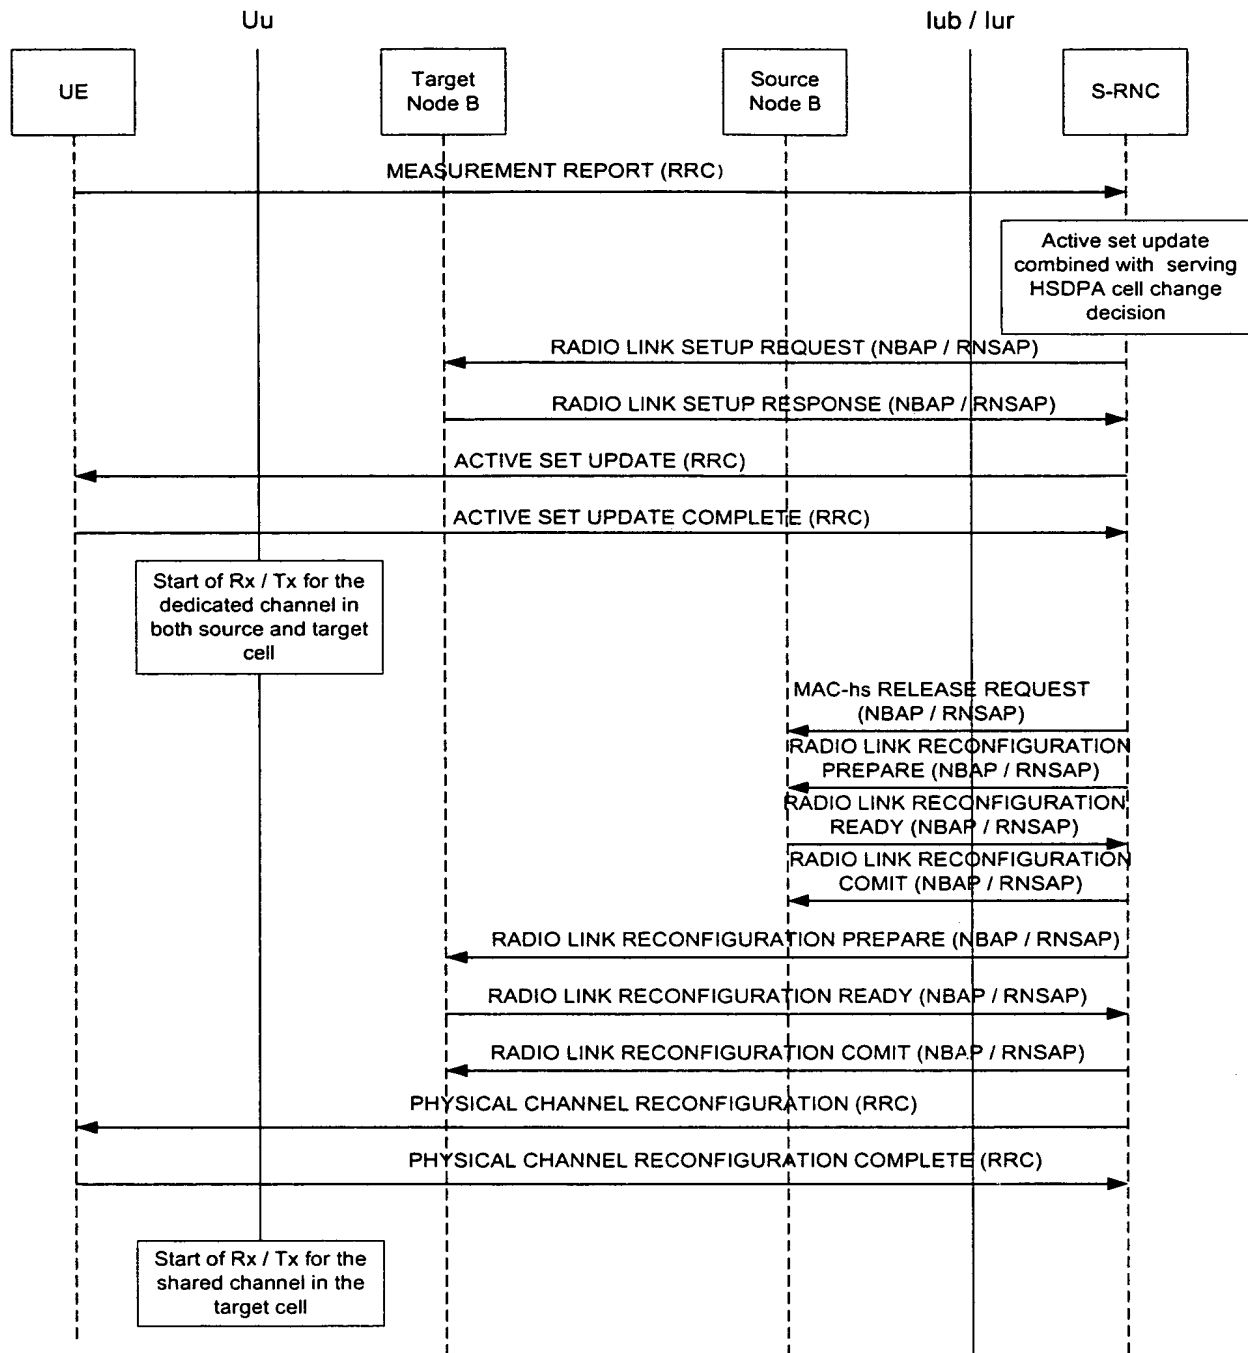 Uu
Iub / Iur
UE
Target
Node B
Source
Node B
S-RNC
MEASUREMENT REPORT (RRC)
Active set update
combined with serving
HSDPA cell change
decision
RADIO LINK SETUP REQUEST (NBAP / RNSAP)
RADIO LINK SETUP RESPONSE (NBAP / RNSAP)
ACTIVE SET UPDATE (RRC)
ACTIVE SET UPDATE COMPLETE (RRC)
Start of Rx / Tx for the
dedicated channel in
both source and target
cell
MAC-hs RELEASE REQUEST
(NBAP / RNSAP)
RADIO LINK RECONFIGURATION
PREPARE (NBAP / RNSAP)
RADIO LINK RECONFIGURATION
READY (NBAP / RNSAP)
RADIO LINK RECONFIGURATION
COMIT (NBAP / RNSAP)
RADIO LINK RECONFIGURATION PREPARE (NBAP / RNSAP)
RADIO LINK RECONFIGURATION READY (NBAP / RNSAP)
RADIO LINK RECONFIGURATION COMIT (NBAP / RNSAP)
PHYSICAL CHANNEL RECONFIGURATION (RRC)
PHYSICAL CHANNEL RECONFIGURATION COMPLETE (RRC)
Start of Rx / Tx for the
shared channel in the
target cell